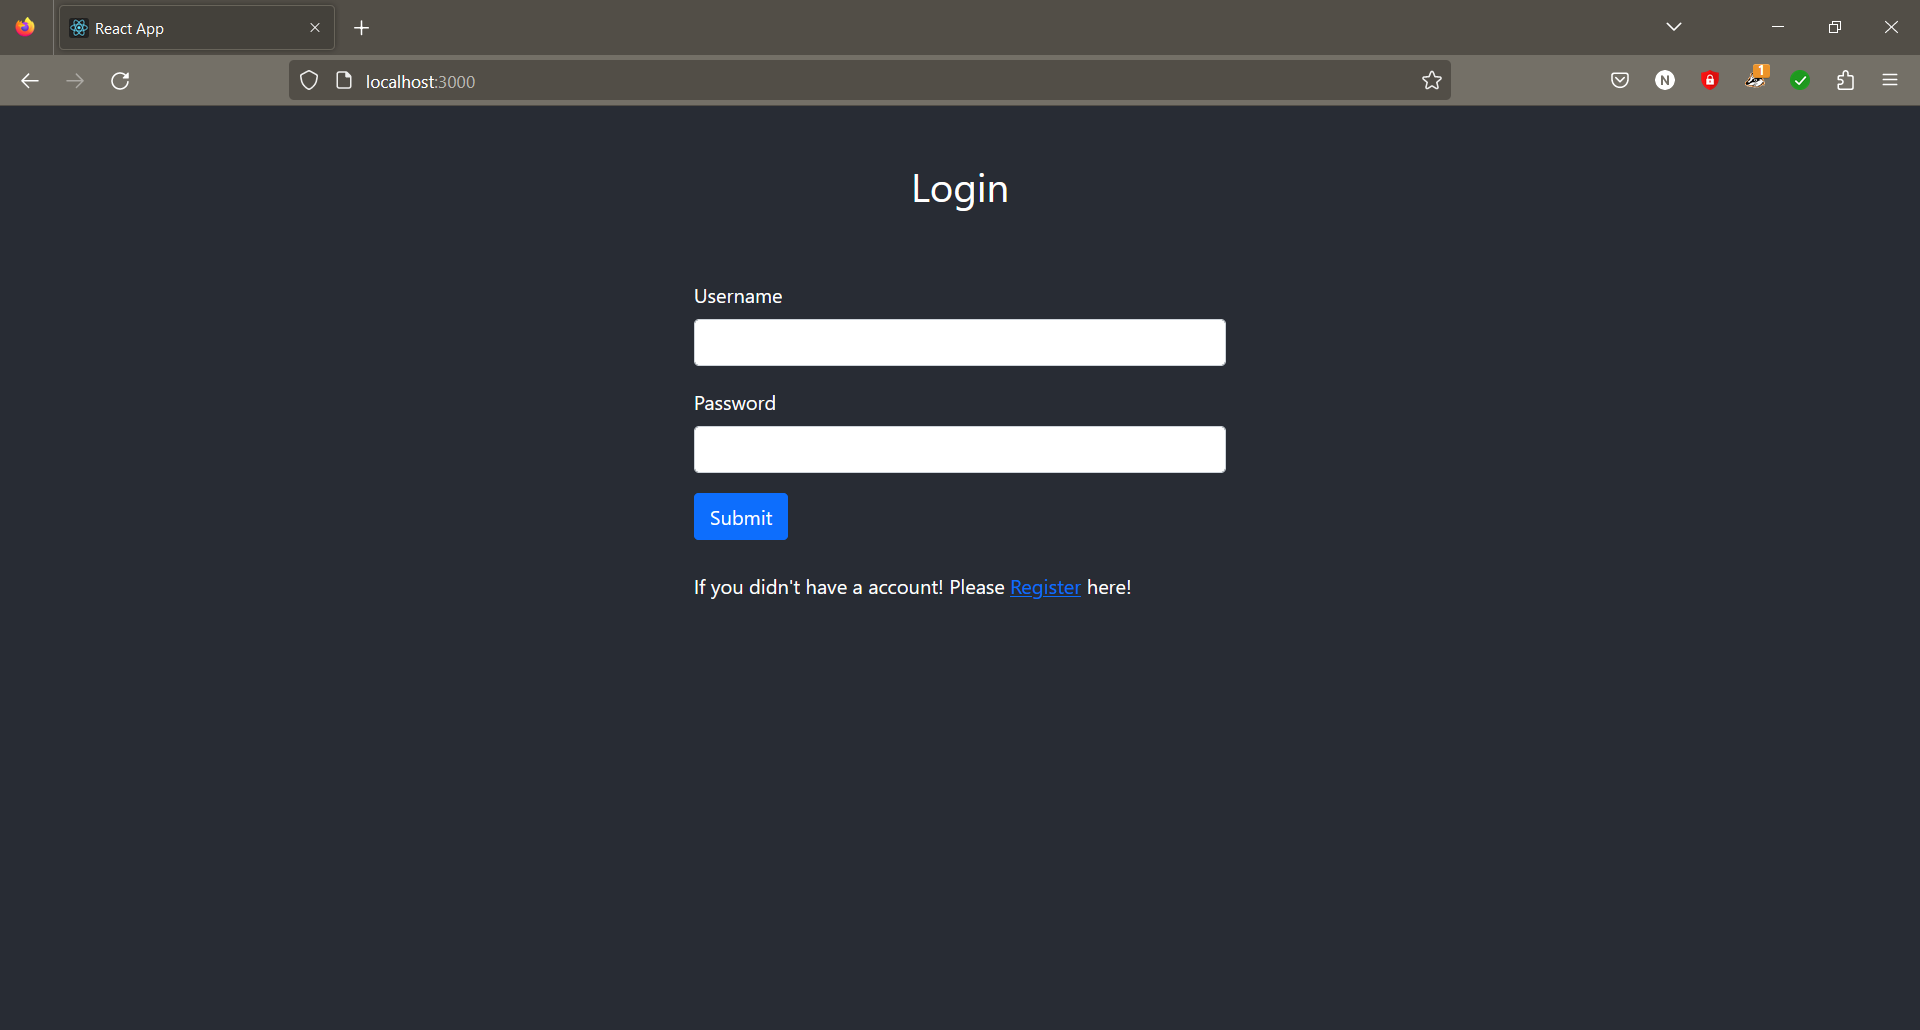 React App
localhost:3000
N
1
Login
Username
Password
Submit
If you didn't have a account! Please Register here!